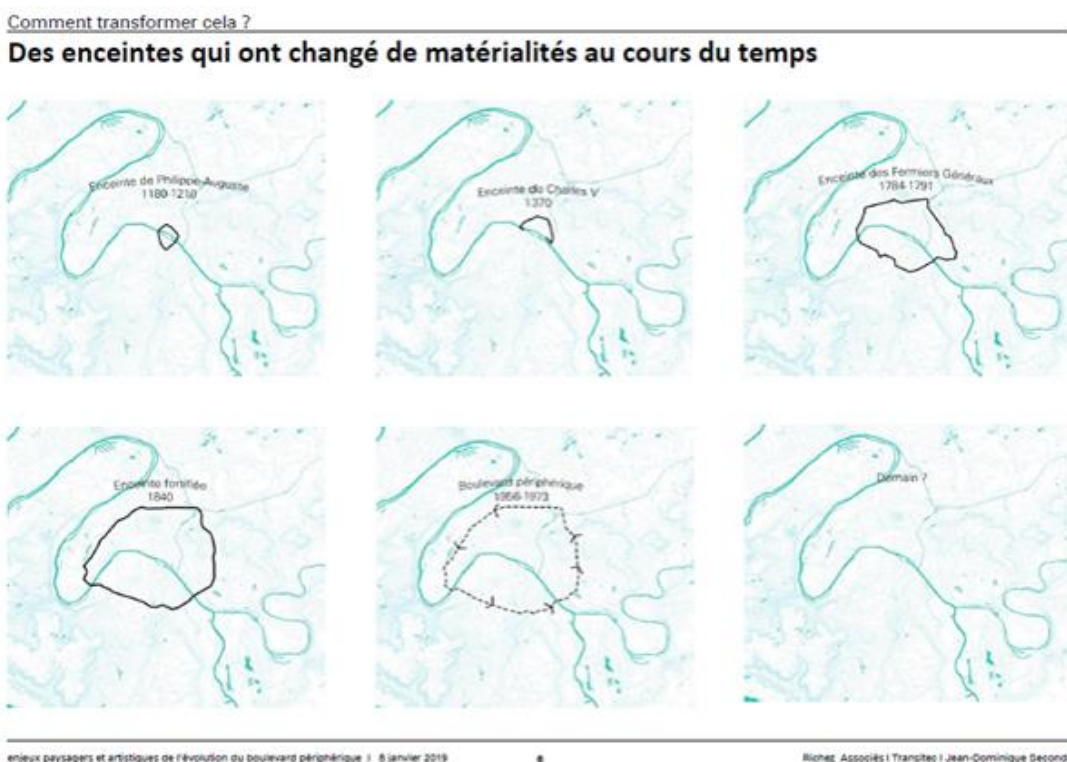 Comment transformer cela ?
Des enceintes qui ont changé de matérialités au cours du temps
Enceinte de Philippe-Auguste
1180-1210
Enceinte de Charles V
1370
Enceinte des Fermiers Généraux
1784-1791
Enceinte fortifiée
1840
Boulevard périphérique
1956-1973
Demain ?
enjeux paysagers et artistiques de l'évolution du boulevard périphérique | 8 janvier 2019
Richez_Associés | Transitec | Jean-Dominique Secondi